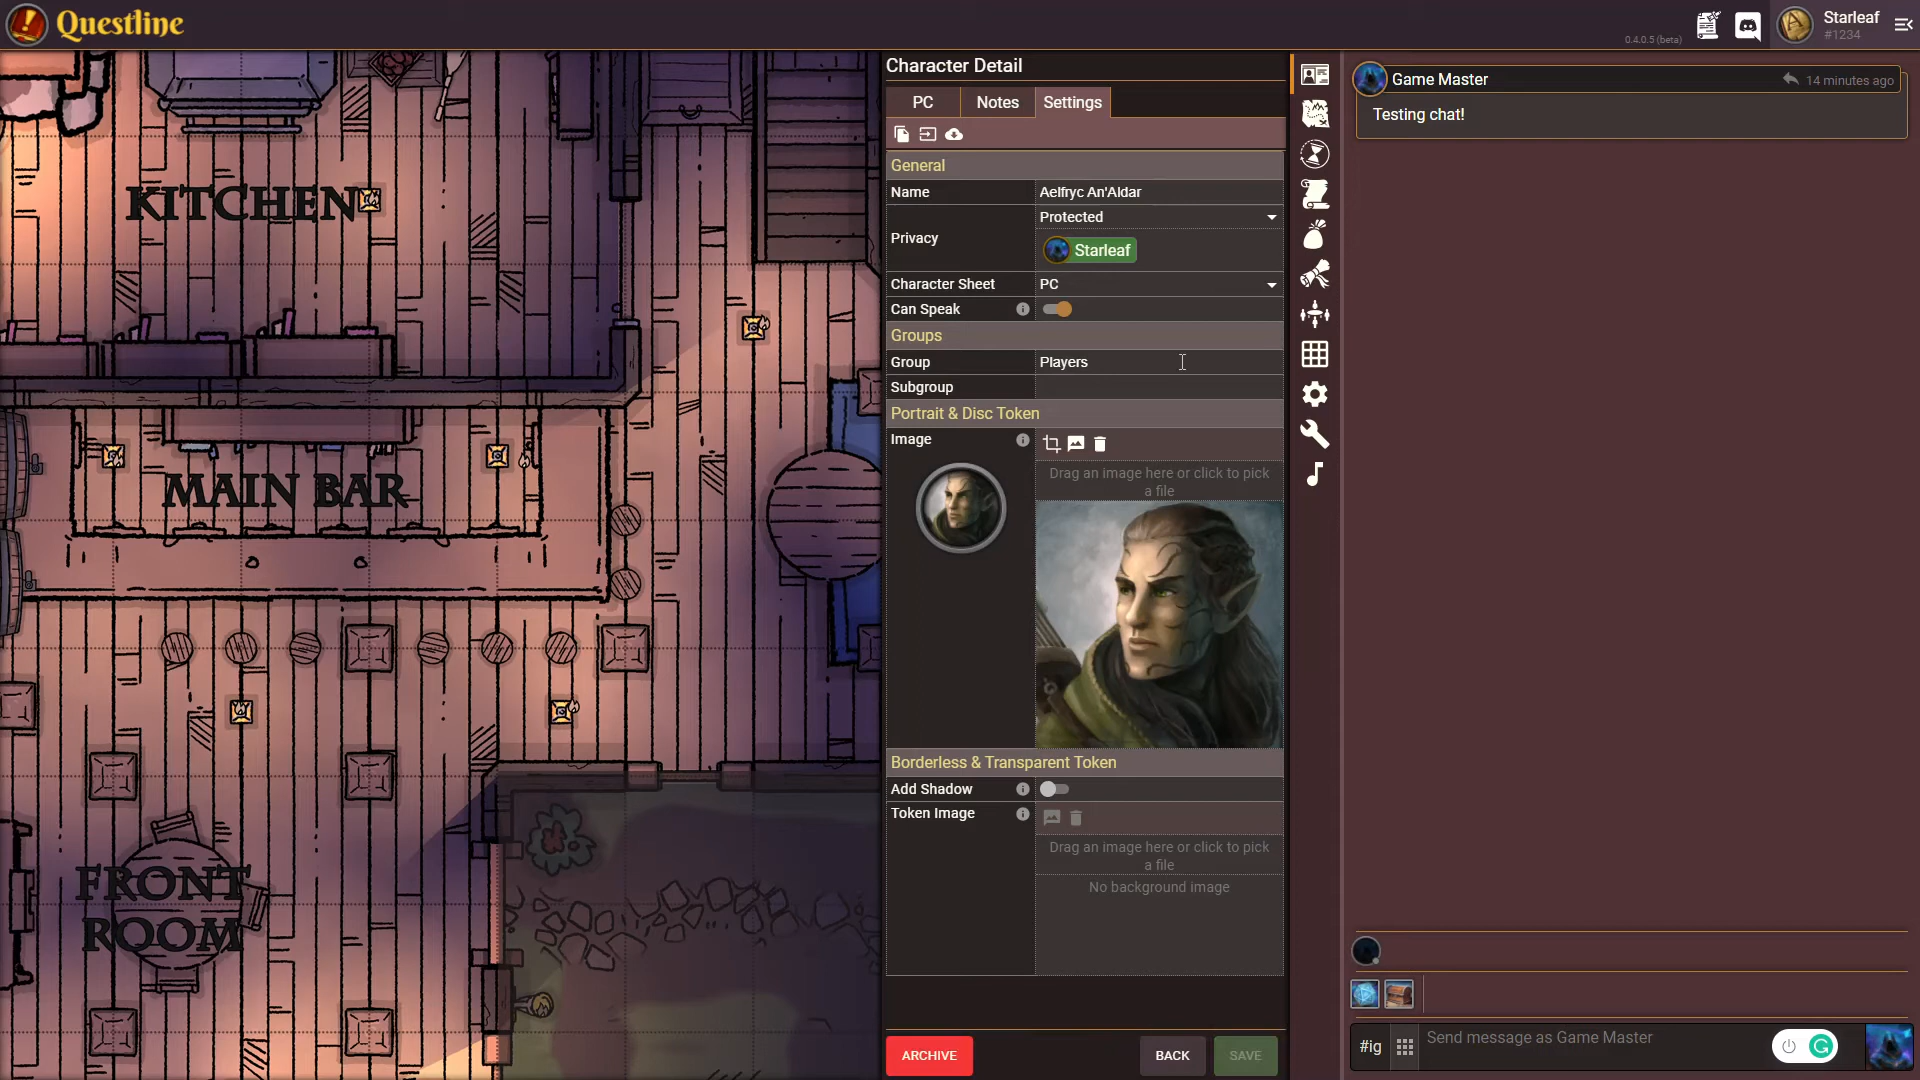 Questline
0.4.0.5 (beta)
Starleaf
#1234
KITCHEN
MAIN BAR
FRONT
ROOM
Character Detail
PC Notes Settings
General
Name Aelfryc An'Aldar
Privacy Protected
Starleaf
Character Sheet PC
Can Speak
Groups
Group Players
Subgroup
Portrait & Disc Token
Image
Drag an image here or click to pick
a file
Borderless & Transparent Token
Add Shadow
Token Image
Drag an image here or click to pick
a file
No background image
ARCHIVE BACK SAVE
Game Master 14 minutes ago
Testing chat!
#ig Send message as Game Master